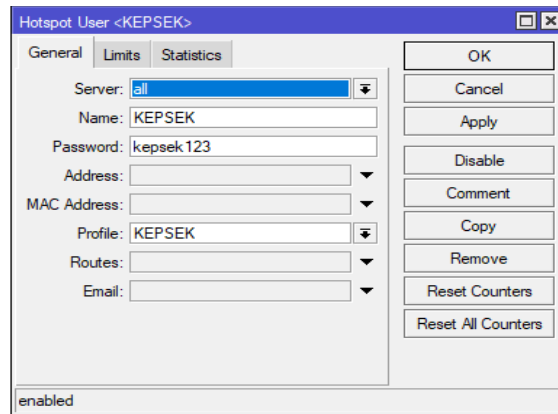 Hotspot User <KEPSEK>
General Limits Statistics
Server: all
Name: KEPSEK
Password: kepsek123
Address:
MAC Address:
Profile: KEPSEK
Routes:
Email:
OK
Cancel
Apply
Disable
Comment
Copy
Remove
Reset Counters
Reset All Counters
enabled